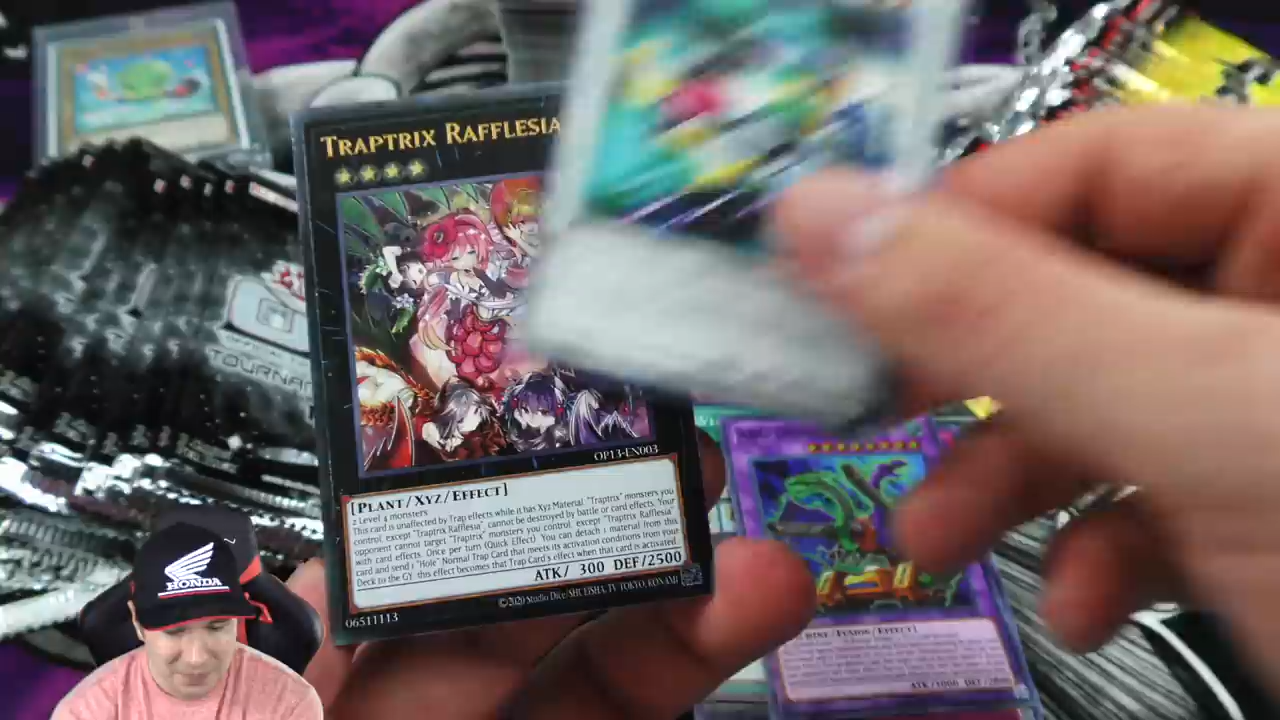 TRAPTRIX RAFFLESIA
OP13-EN003
[PLANT/XYZ/EFFECT]
2 Level 4 monsters
This card is unaffected by Trap effects while it has Xyz Material. "Traptrix" monsters you
control, except "Traptrix Rafflesia", cannot be destroyed by battle or card effects. Your
opponent cannot target "Traptrix" monsters you control, except "Traptrix Rafflesia",
with card effects. Once per turn (Quick Effect): You can detach 1 material from this
card and send 1 "Hole" Normal Trap Card that meets its activation conditions from your
Deck to the GY; this effect becomes that Trap Card's effect when that card is activated.
ATK/ 300 DEF/2500
06511113
©2020 Studio Dice/SHUEISHA, TV TOKYO, KONAMI
TOURNA
HONDA
/FUSION/EFFECT]
ATK/1000